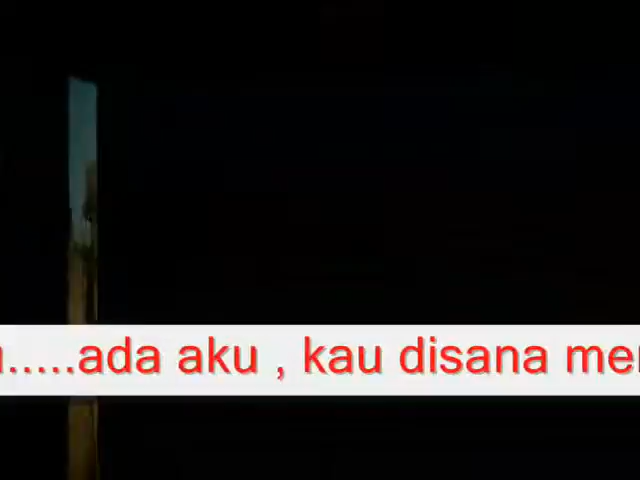 .....ada aku , kau disana